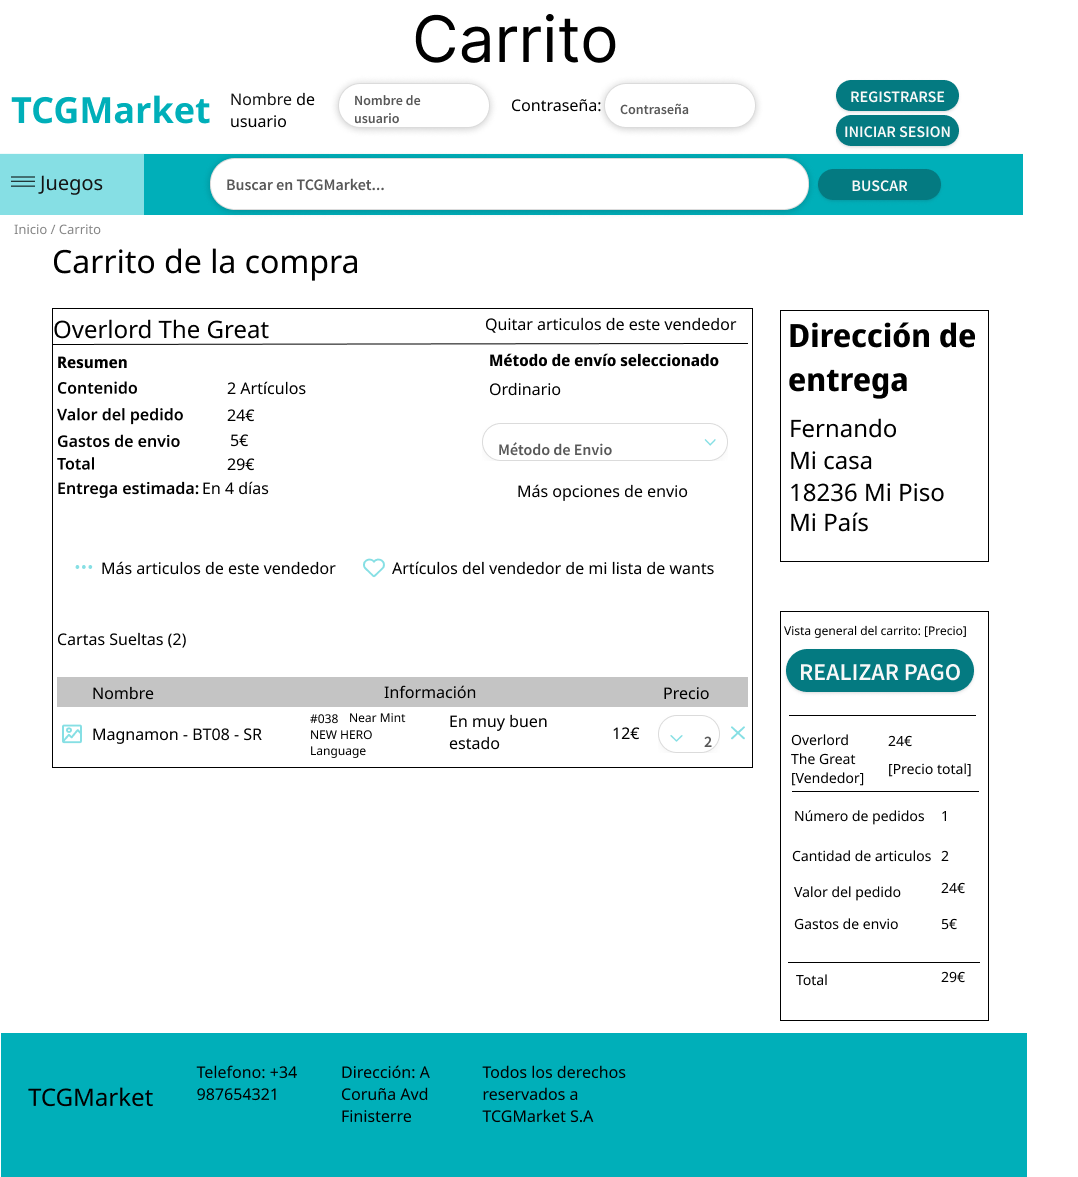 Carrito
TCGMarket
Nombre de
usuario
Nombre de
usuario
Contraseña:
Contraseña
REGISTRARSE
INICIAR SESION
Juegos
Buscar en TCGMarket...
BUSCAR
Inicio / Carrito
Carrito de la compra
Overlord The Great
Quitar articulos de este vendedor
Resumen
Contenido 2 Artículos
Valor del pedido 24€
Gastos de envio 5€
Total 29€
Entrega estimada: En 4 días
Método de envío seleccionado
Ordinario
Método de Envio
Más opciones de envio
Más articulos de este vendedor
Artículos del vendedor de mi lista de wants
Cartas Sueltas (2)
Nombre Información Precio
Magnamon - BT08 - SR
#038 Near Mint
NEW HERO
Language
En muy buen
estado
12€
2
Dirección de
entrega
Fernando
Mi casa
18236 Mi Piso
Mi País
Vista general del carrito: [Precio]
REALIZAR PAGO
Overlord
The Great
[Vendedor]
24€
[Precio total]
Número de pedidos 1
Cantidad de articulos 2
Valor del pedido 24€
Gastos de envio 5€
Total 29€
TCGMarket
Telefono: +34
987654321
Dirección: A
Coruña Avd
Finisterre
Todos los derechos
reservados a
TCGMarket S.A